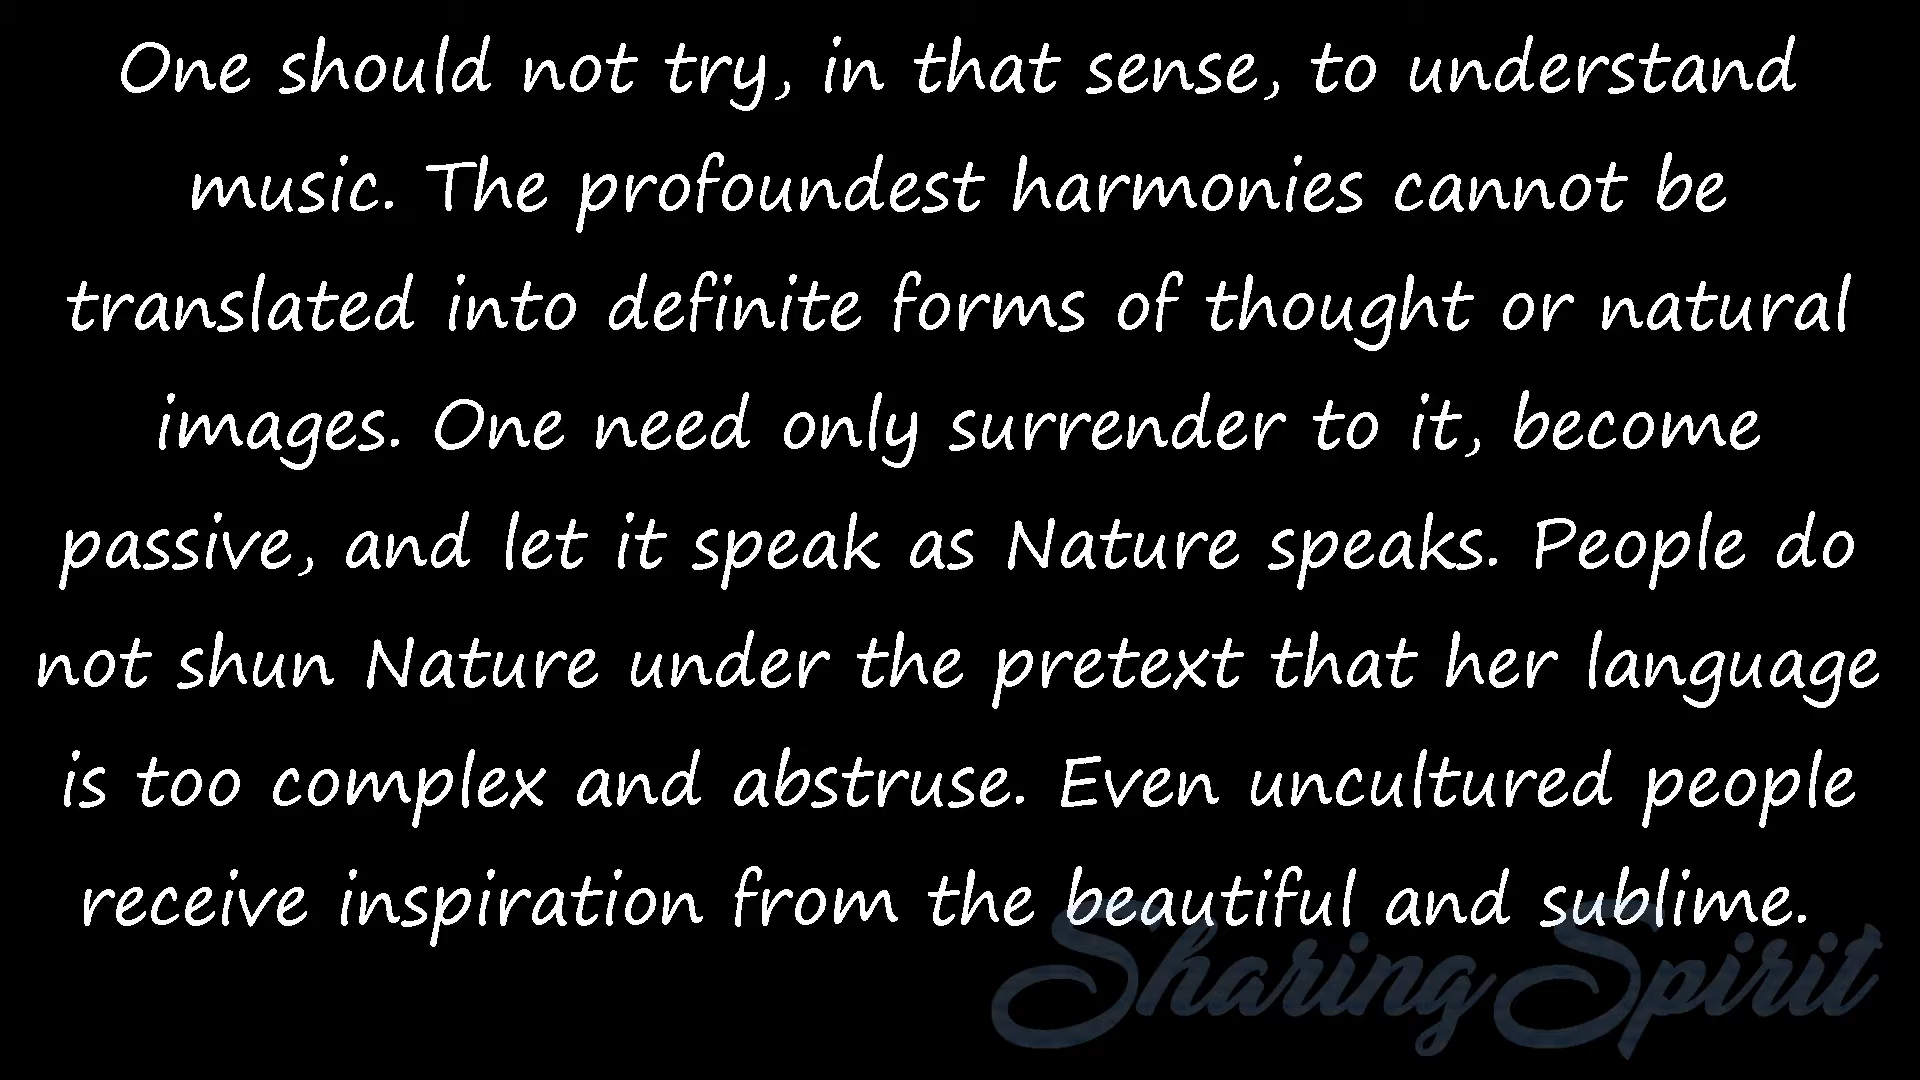 One should not try, in that sense, to understand
music. The profoundest harmonies cannot be
translated into definite forms of thought or natural
images. One need only surrender to it, become
passive, and let it speak as Nature speaks. People do
not shun Nature under the pretext that her language
is too complex and abstruse. Even uncultured people
receive inspiration from the beautiful and sublime.
Sharing Spirit